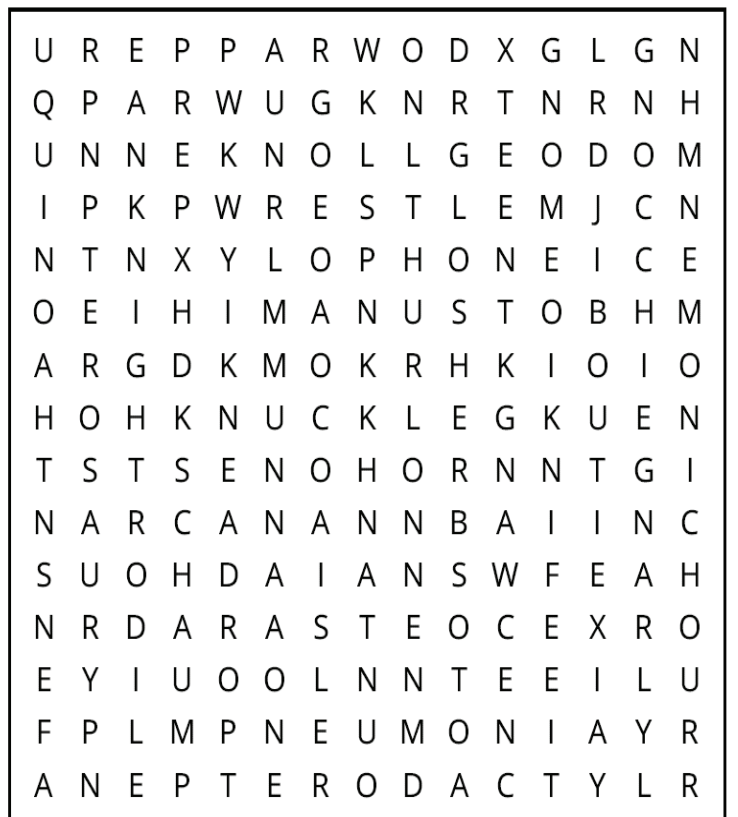 U R E P P A R W O D X G L G N
Q P A R W U G K N R T N R N H
U N N E K N O L L G E O D O M
I P K P W R E S T L E M J C N
N T N X Y L O P H O N E I C E
O E I H I M A N U S T O B H M
A R G D K M O K R H K I O I O
H O H K N U C K L E G K U E N
T S T S E N O H O R N N T G I
N A R C A N A N N B A I I N C
S U O H D A I A N S W F E A H
N R D A R A S T E O C E X R O
E Y I U O O L N N T E E I L U
F P L M P N E U M O N I A Y R
A N E P T E R O D A C T Y L R